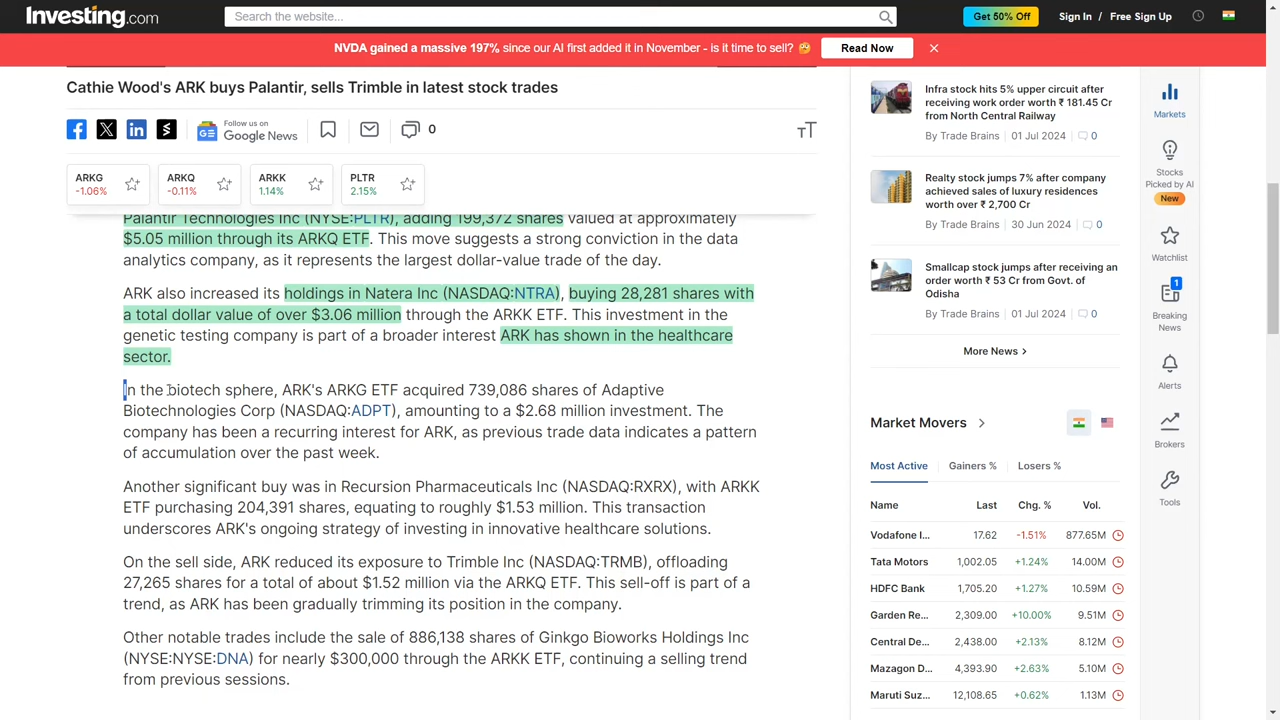 Investing.com
Search the website...
Get 50% Off
Sign In / Free Sign Up
NVDA gained a massive 197% since our AI first added it in November - is it time to sell? 🤔
Read Now
Cathie Wood's ARK buys Palantir, sells Trimble in latest stock trades
Follow us on
Google News
0
ARKG
-1.06%
ARKQ
-0.11%
ARKK
1.14%
PLTR
2.15%
Palantir Technologies Inc (NYSE:PLTR), adding 199,372 shares valued at approximately
$5.05 million through its ARKQ ETF. This move suggests a strong conviction in the data
analytics company, as it represents the largest dollar-value trade of the day.
ARK also increased its holdings in Natera Inc (NASDAQ:NTRA), buying 28,281 shares with
a total dollar value of over $3.06 million through the ARKK ETF. This investment in the
genetic testing company is part of a broader interest ARK has shown in the healthcare
sector.
In the biotech sphere, ARK's ARKG ETF acquired 739,086 shares of Adaptive
Biotechnologies Corp (NASDAQ:ADPT), amounting to a $2.68 million investment. The
company has been a recurring interest for ARK, as previous trade data indicates a pattern
of accumulation over the past week.
Another significant buy was in Recursion Pharmaceuticals Inc (NASDAQ:RXRX), with ARKK
ETF purchasing 204,391 shares, equating to roughly $1.53 million. This transaction
underscores ARK's ongoing strategy of investing in innovative healthcare solutions.
On the sell side, ARK reduced its exposure to Trimble Inc (NASDAQ:TRMB), offloading
27,265 shares for a total of about $1.52 million via the ARKQ ETF. This sell-off is part of a
trend, as ARK has been gradually trimming its position in the company.
Other notable trades include the sale of 886,138 shares of Ginkgo Bioworks Holdings Inc
(NYSE:NYSE:DNA) for nearly $300,000 through the ARKK ETF, continuing a selling trend
from previous sessions.
Infra stock hits 5% upper circuit after
receiving work order worth ₹ 181.45 Cr
from North Central Railway
By Trade Brains 01 Jul 2024 0
Realty stock jumps 7% after company
achieved sales of luxury residences
worth over ₹ 2,700 Cr
By Trade Brains 30 Jun 2024 0
Smallcap stock jumps after receiving an
order worth ₹ 53 Cr from Govt. of
Odisha
By Trade Brains 01 Jul 2024 0
More News
Market Movers
Most Active Gainers % Losers %
Name Last Chg. % Vol.
Vodafone I... 17.62 -1.51% 877.65M
Tata Motors 1,002.05 +1.24% 14.00M
HDFC Bank 1,705.20 +1.27% 10.59M
Garden Re... 2,309.00 +10.00% 9.51M
Central De... 2,438.00 +2.13% 8.12M
Mazagon D... 4,393.90 +2.63% 5.10M
Maruti Suz... 12,108.65 +0.62% 1.13M
Markets
Stocks
Picked by AI
New
Watchlist
1
Breaking
News
Alerts
Brokers
Tools